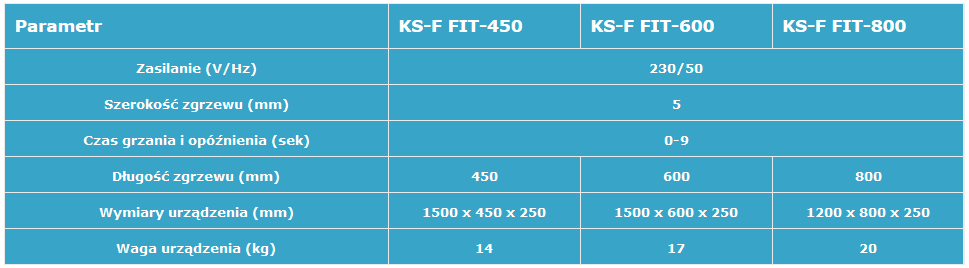 Parametr KS-F FIT-450 KS-F FIT-600 KS-F FIT-800
Zasilanie (V/Hz) 230/50
Szerokość zgrzewu (mm) 5
Czas grzania i opóźnienia (sek) 0-9
Długość zgrzewu (mm) 450 600 800
Wymiary urządzenia (mm) 1500 x 450 x 250 1500 x 600 x 250 1200 x 800 x 250
Waga urządzenia (kg) 14 17 20